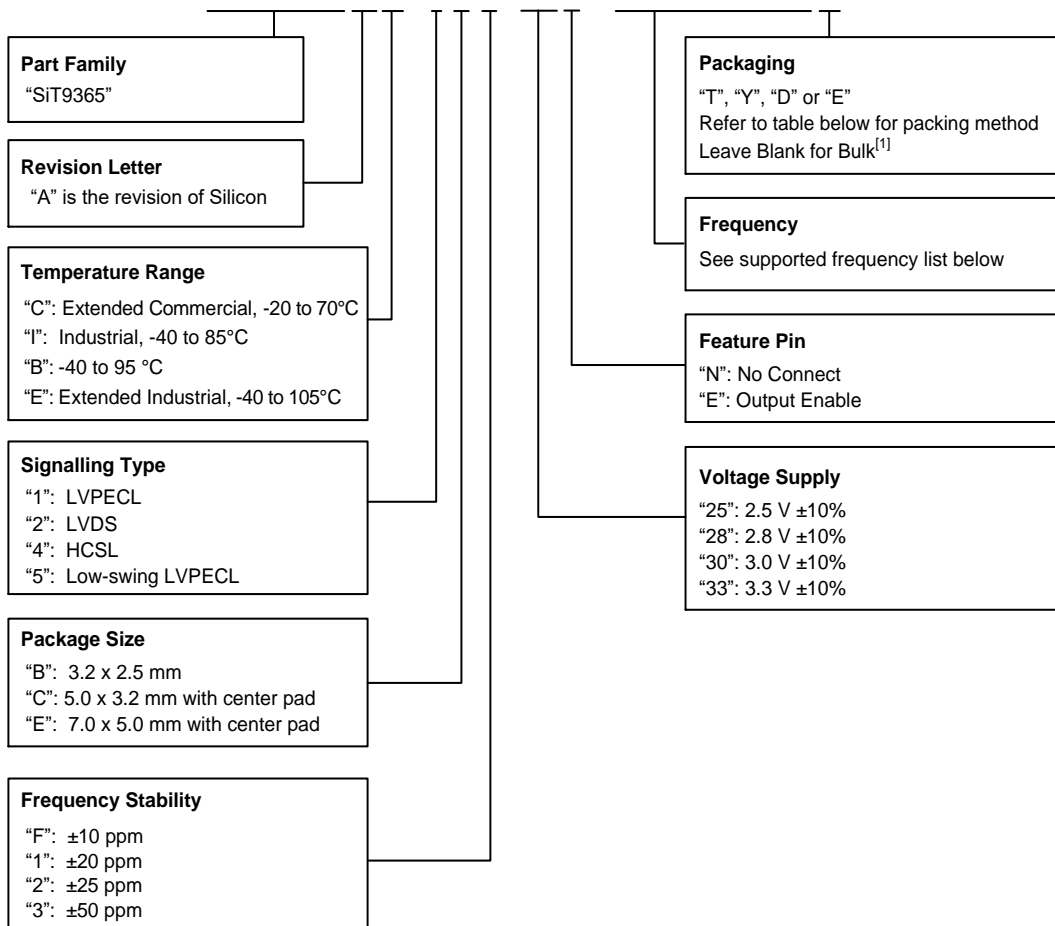 Part Family
“SiT9365”
Revision Letter
“A” is the revision of Silicon
Temperature Range
“C”: Extended Commercial, -20 to 70°C
“I”: Industrial, -40 to 85°C
“B”: -40 to 95 °C
“E”: Extended Industrial, -40 to 105°C
Signalling Type
“1”: LVPECL
“2”: LVDS
“4”: HCSL
“5”: Low-swing LVPECL
Package Size
“B”: 3.2 x 2.5 mm
“C”: 5.0 x 3.2 mm with center pad
“E”: 7.0 x 5.0 mm with center pad
Frequency Stability
“F”: ±10 ppm
“1”: ±20 ppm
“2”: ±25 ppm
“3”: ±50 ppm
Packaging
“T”, “Y”, “D” or “E”
Refer to table below for packing method
Leave Blank for Bulk[1]
Frequency
See supported frequency list below
Feature Pin
“N”: No Connect
“E”: Output Enable
Voltage Supply
“25”: 2.5 V ±10%
“28”: 2.8 V ±10%
“30”: 3.0 V ±10%
“33”: 3.3 V ±10%